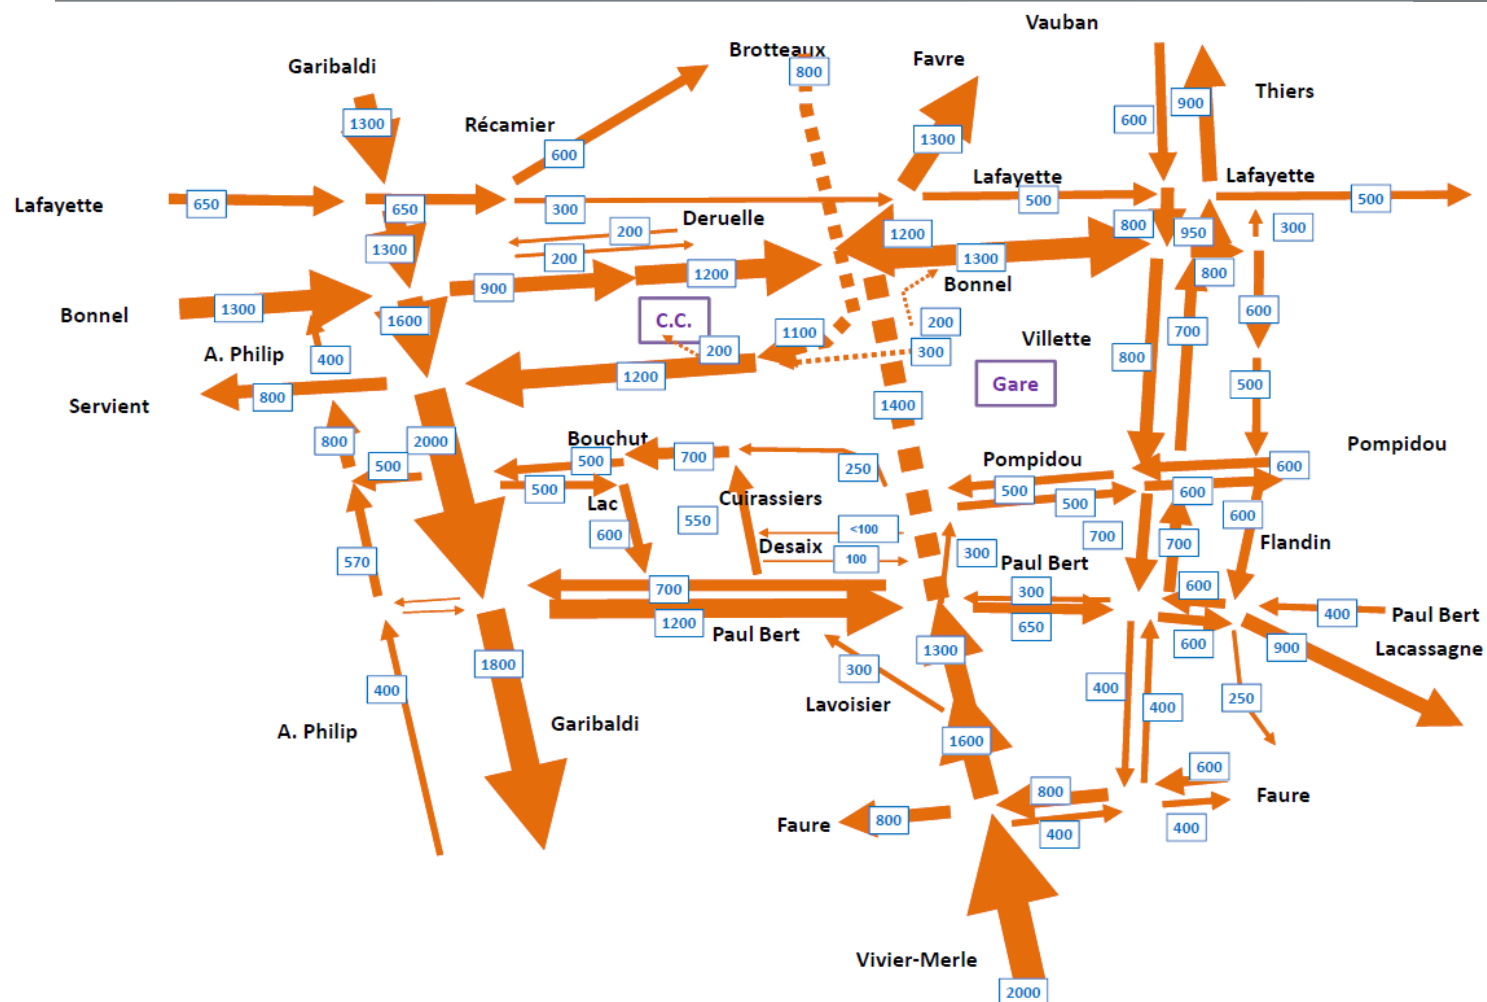 Vauban
Brotteaux
Favre
Garibaldi
800
Thiers
900
1300
600
Récamier
1300
600
Lafayette
Lafayette
Lafayette
650
650
300
500
500
Deruelle
200
1300
200
1200
800
950
300
1300
900
1200
800
Bonnel
Bonnel
1300
1600
C.C.
200
600
1100
700
Villette
A. Philip
400
200
300
800
1200
Gare
500
Servient
800
1400
800
2000
Bouchut
Pompidou
500
500
700
250
Pompidou
600
500
500
600
Cuirassiers
500
Lac
600
550
<100
700
700
600
Flandin
Desaix
100
300
570
Paul Bert
700
300
600
400
Paul Bert
1200
650
Paul Bert
600
900
Lacassagne
1300
1800
300
400
400
400
250
Lavoisier
Garibaldi
A. Philip
1600
600
800
Faure
Faure
800
400
400
Vivier-Merle
2000